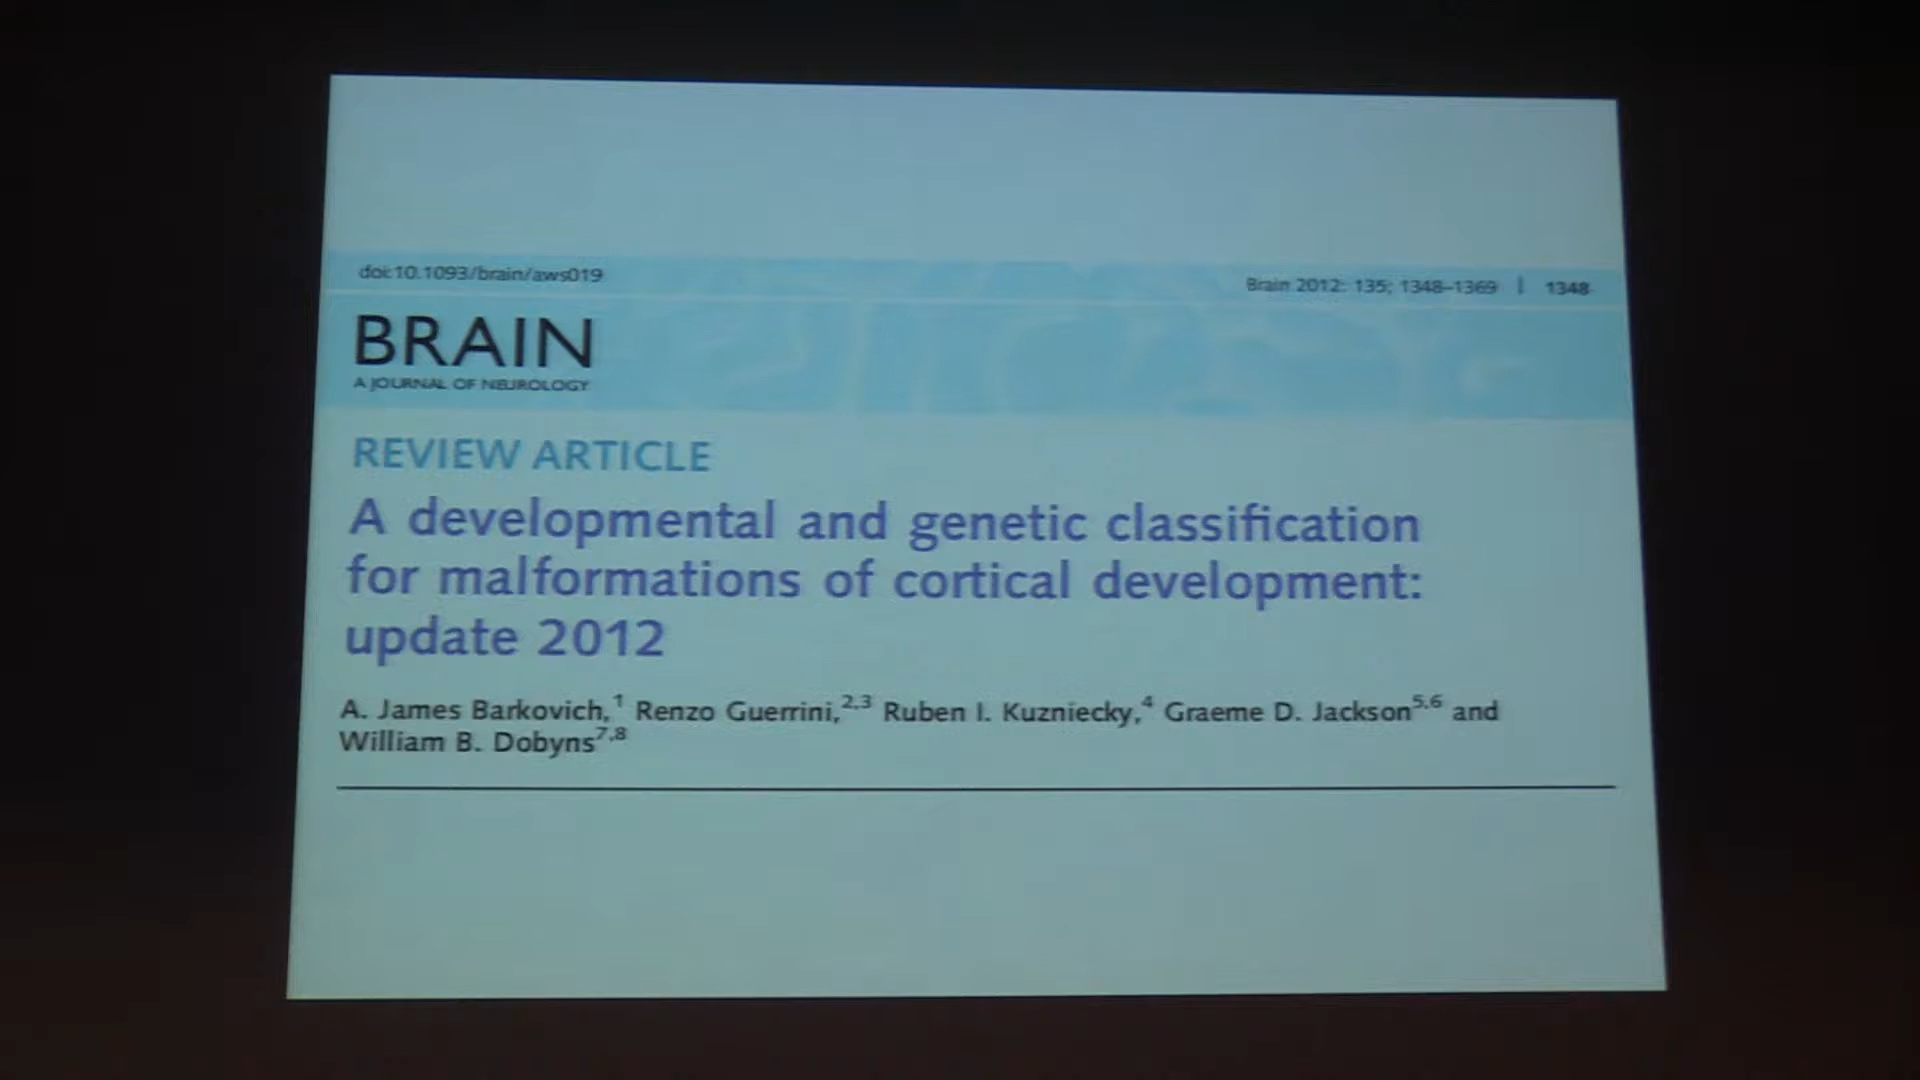 doi:10.1093/brain/aws019
Brain 2012: 135; 1348–1369 | 1348
BRAIN
A JOURNAL OF NEUROLOGY
REVIEW ARTICLE
A developmental and genetic classification
for malformations of cortical development:
update 2012
A. James Barkovich,1 Renzo Guerrini,2,3 Ruben I. Kuzniecky,4 Graeme D. Jackson5,6 and
William B. Dobyns7,8